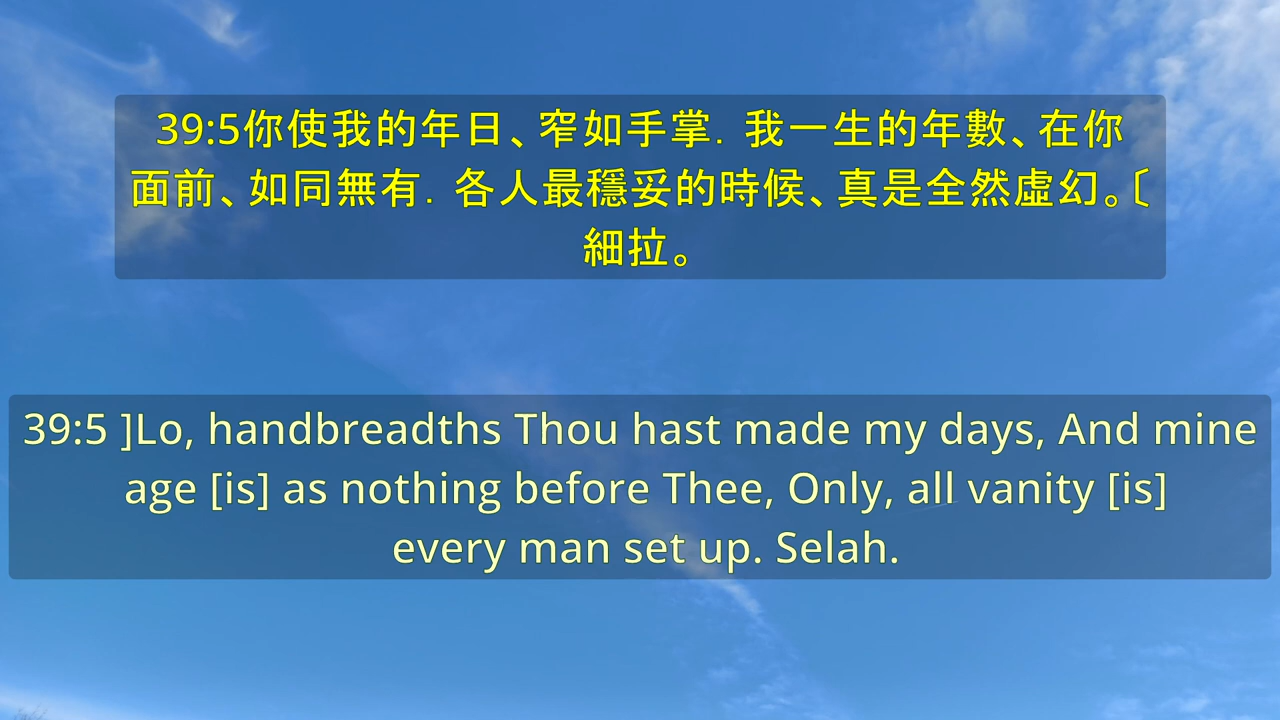 39:5你使我的年日、窄如手掌．我一生的年數、在你
面前、如同無有．各人最穩妥的時候、真是全然虛幻。〔
細拉。
39:5 ]Lo, handbreadths Thou hast made my days, And mine
age [is] as nothing before Thee, Only, all vanity [is]
every man set up. Selah.